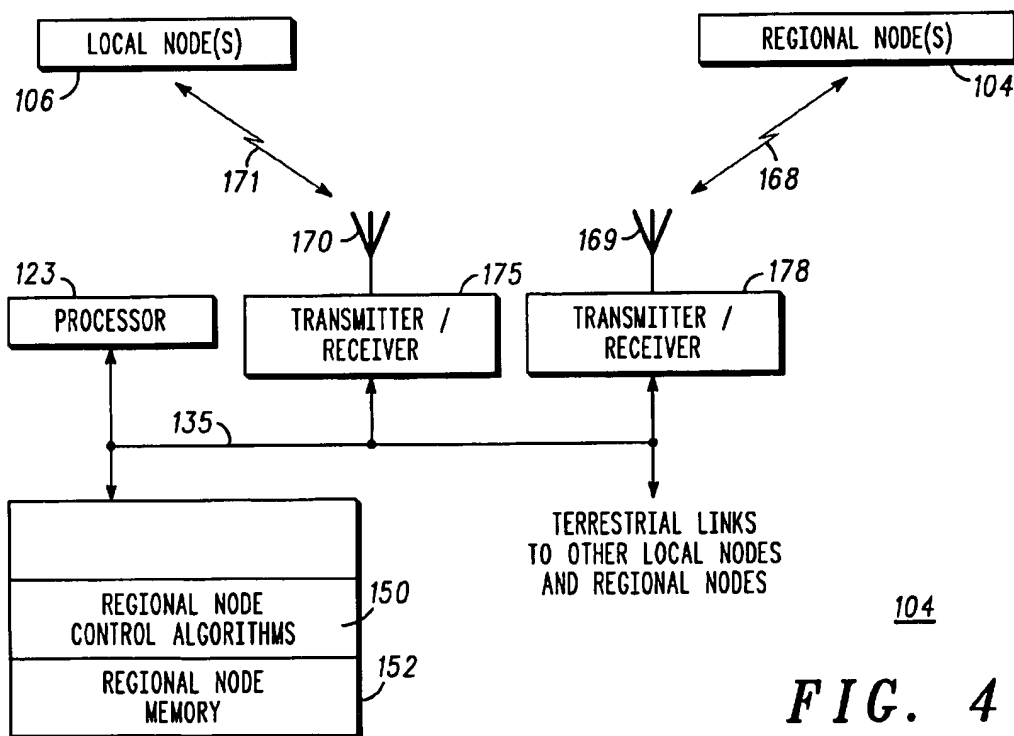 LOCAL NODE(S)
REGIONAL NODE(S)
106
104
171
168
170
169
123
175
178
PROCESSOR
TRANSMITTER /
RECEIVER
TRANSMITTER /
RECEIVER
135
TERRESTRIAL LINKS
TO OTHER LOCAL NODES
AND REGIONAL NODES
REGIONAL NODE
CONTROL ALGORITHMS
150
104
REGIONAL NODE
MEMORY
152
FIG. 4